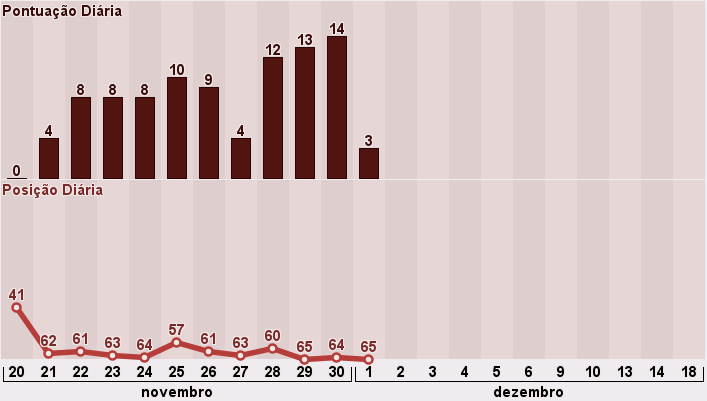 Pontuação Diária
0 4 8 8 8 10 9 4 12 13 14 3
Posição Diária
41 62 61 63 64 57 61 63 60 65 64 65
20 21 22 23 24 25 26 27 28 29 30 1 2 3 4 5 6 9 10 13 14 18
novembro dezembro